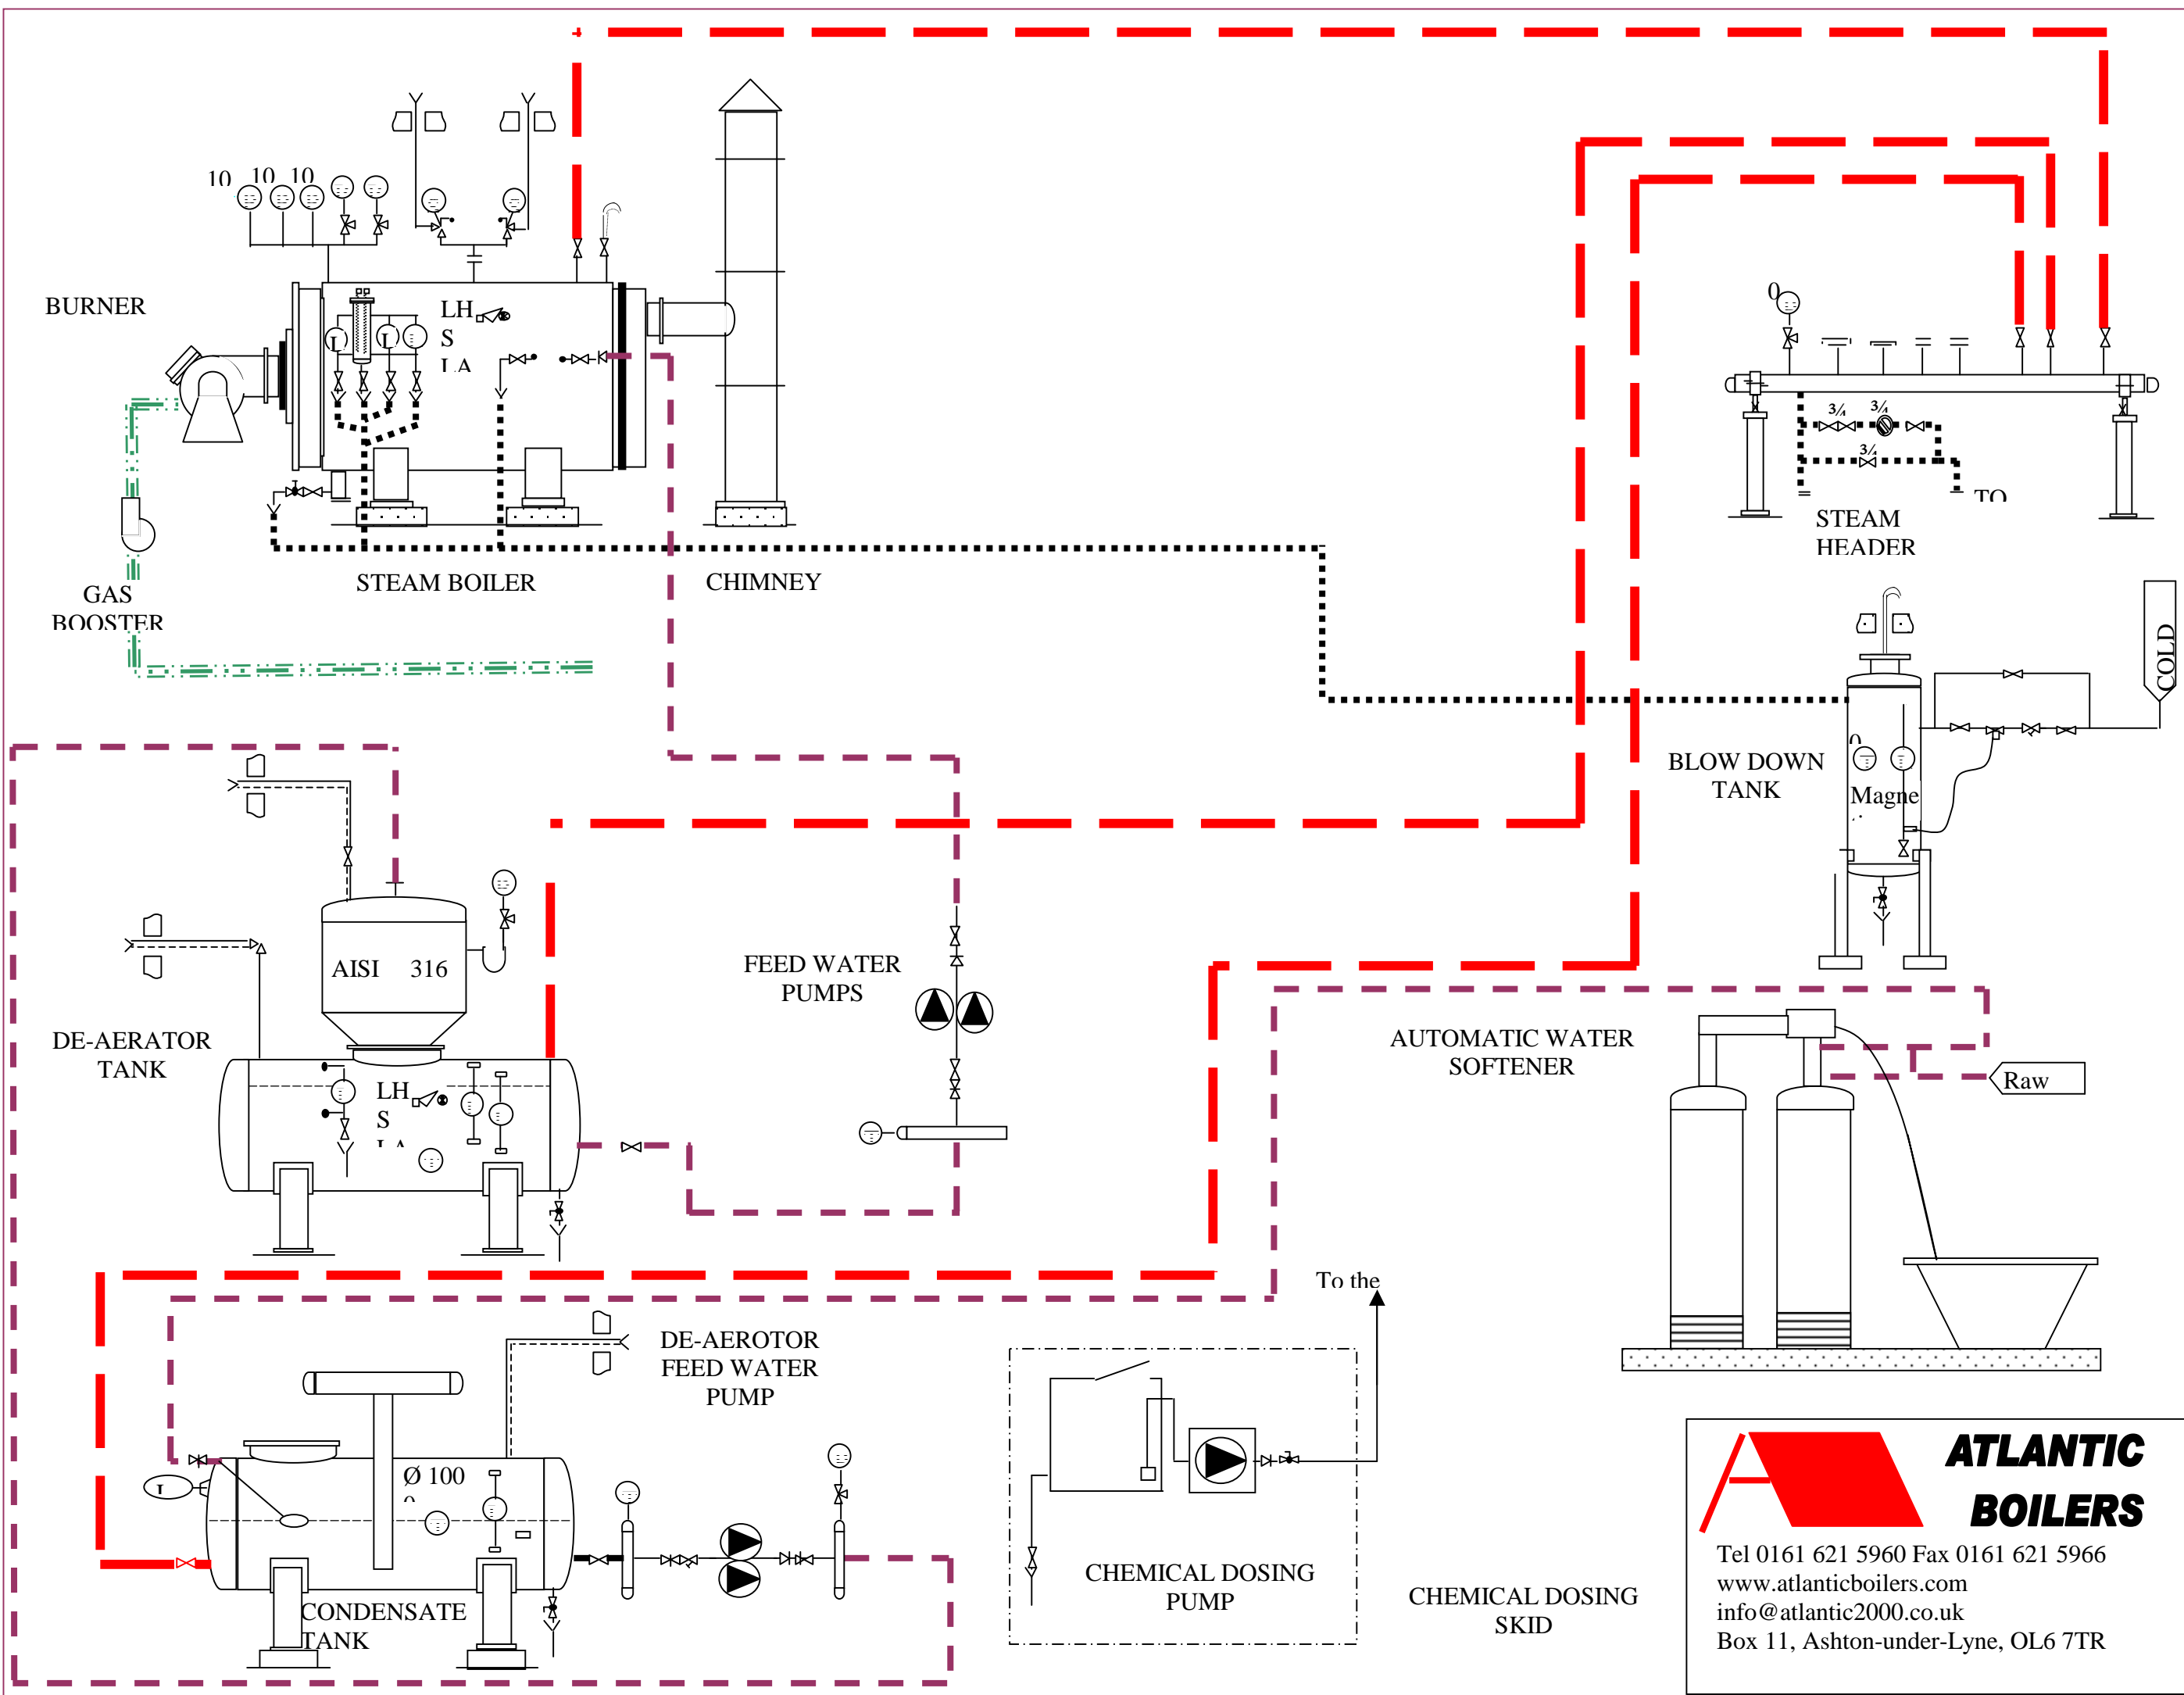 10 10 10
BURNER
LH
S
LA
GAS
BOOSTER
STEAM BOILER
CHIMNEY
0
3/4 3/4
3/4
TO
STEAM
HEADER
COLD
BLOW DOWN
TANK
Magne
AISI 316
DE-AERATOR
TANK
LH
S
LA
FEED WATER
PUMPS
AUTOMATIC WATER
SOFTENER
Raw
To the
DE-AEROTOR
FEED WATER
PUMP
Ø 100
CONDENSATE
TANK
CHEMICAL DOSING
PUMP
CHEMICAL DOSING
SKID
ATLANTIC
BOILERS
Tel 0161 621 5960 Fax 0161 621 5966
www.atlanticboilers.com
info@atlantic2000.co.uk
Box 11, Ashton-under-Lyne, OL6 7TR